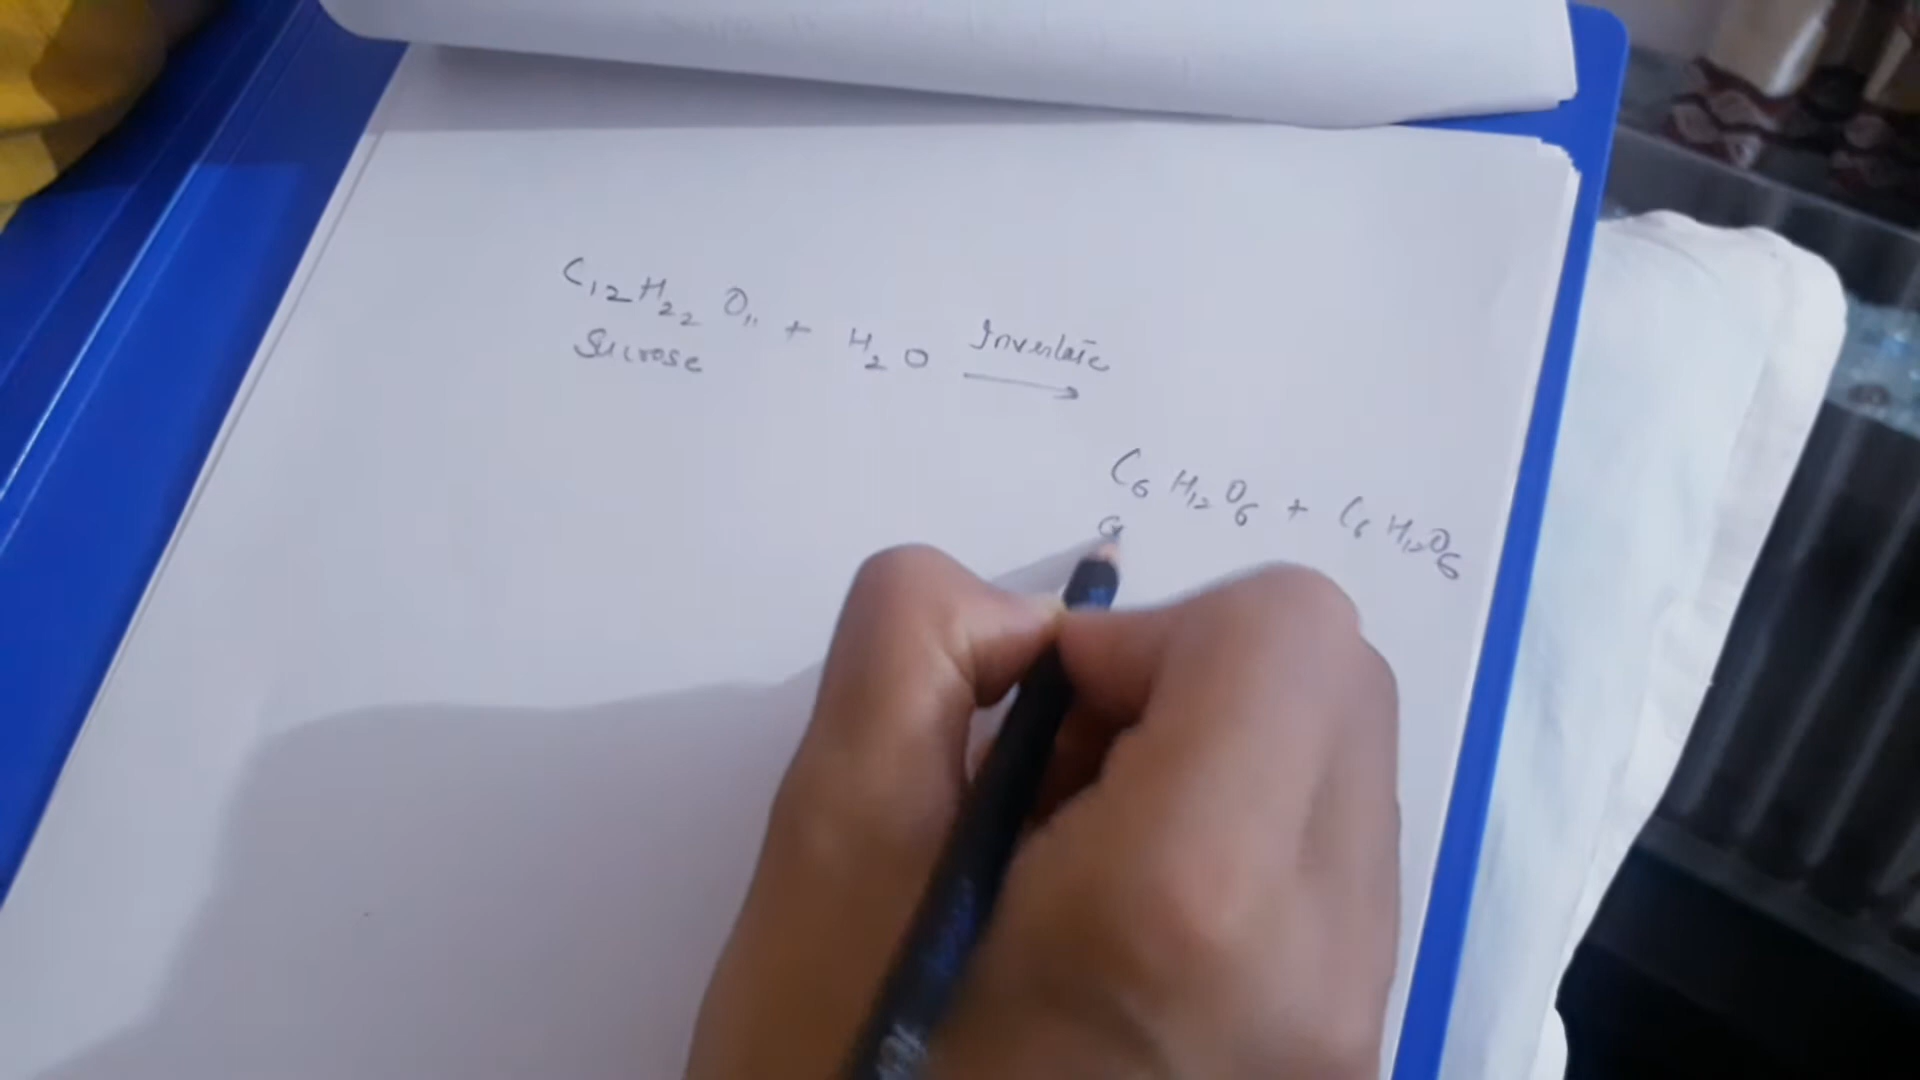 C₁₂H₂₂O₁₁ + H₂O Invertase →
Sucrose
C₆H₁₂O₆ + C₆H₁₂O₆
G